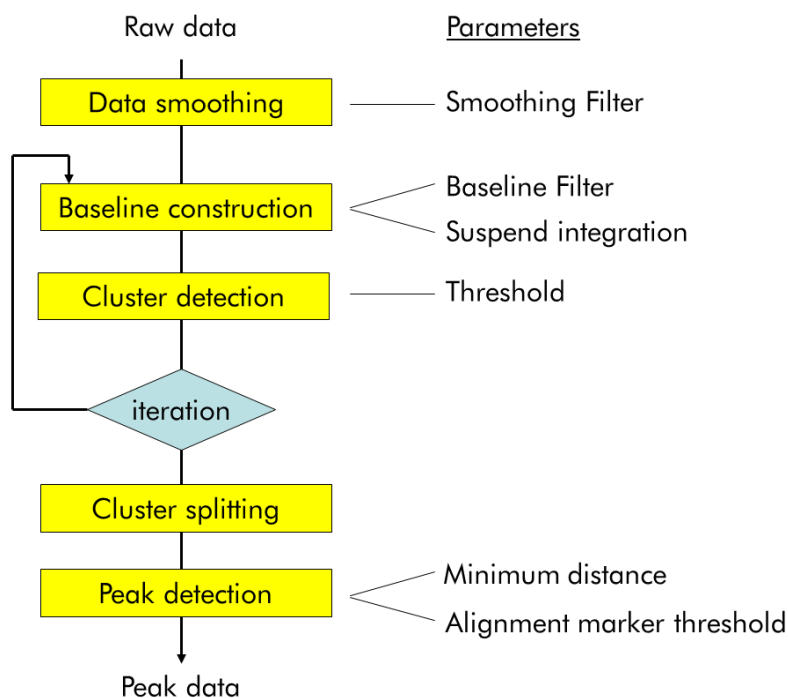 Raw data
Parameters
Data smoothing
Smoothing Filter
Baseline construction
Baseline Filter
Suspend integration
Cluster detection
Threshold
iteration
Cluster splitting
Peak detection
Minimum distance
Alignment marker threshold
Peak data